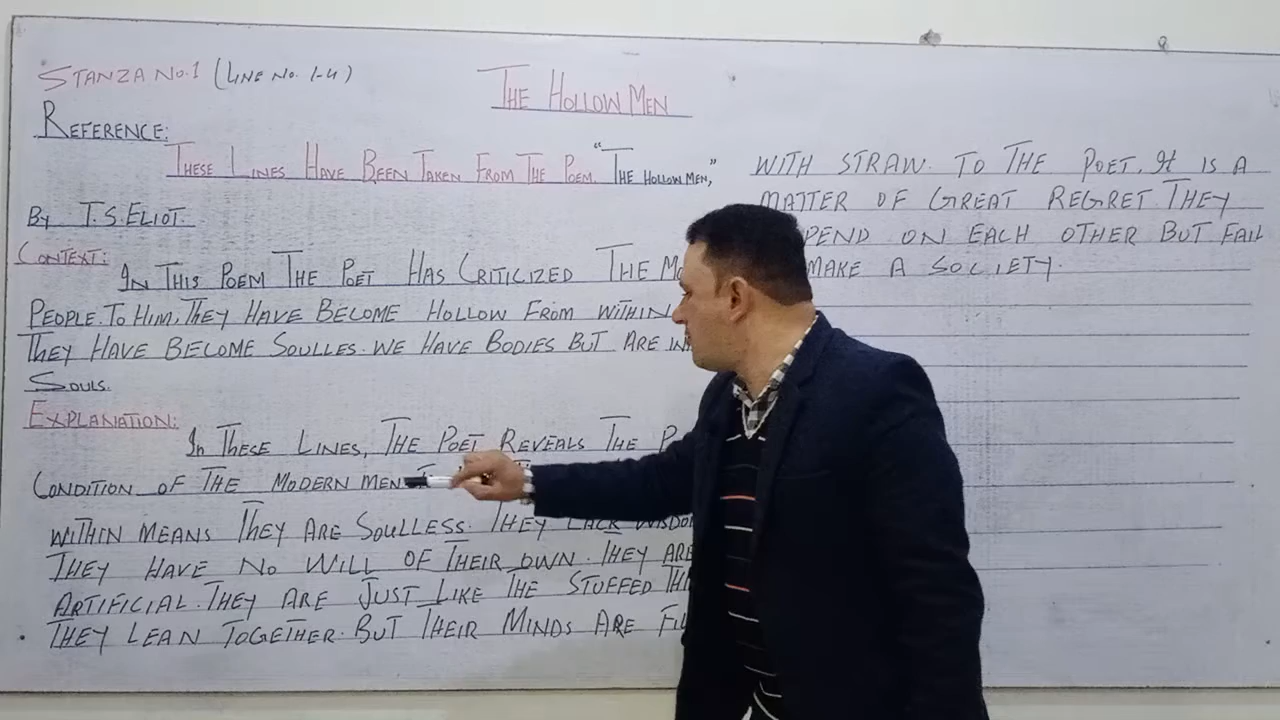 STANZA NO.1 (LINE NO. 1-4)
THE HOLLOW MEN
REFERENCE:
THESE LINES HAVE BEEN TAKEN FROM THE POEM "THE HOLLOW MEN,"
BY T.S. ELIOT.
CONTEXT:
IN THIS POEM THE POET HAS CRITICIZED THE
PEOPLE. TO HIM, THEY HAVE BECOME HOLLOW FROM WITHIN
THEY HAVE BECOME SOULLES. WE HAVE BODIES BUT ARE
SOULS.
EXPLANATION:
IN THESE LINES, THE POET REVEALS THE
CONDITION OF THE MODERN MEN
WITHIN MEANS THEY ARE SOULLESS. THEY LACK
THEY HAVE NO WILL OF THEIR OWN. THEY ARE
ARTIFICIAL. THEY ARE JUST LIKE THE STUFFED
THEY LEAN TOGETHER. BUT THEIR MINDS ARE
WITH STRAW. TO THE POET, IT IS A
MATTER OF GREAT REGRET. THEY
PEND ON EACH OTHER BUT FAIL
MAKE A SOCIETY.